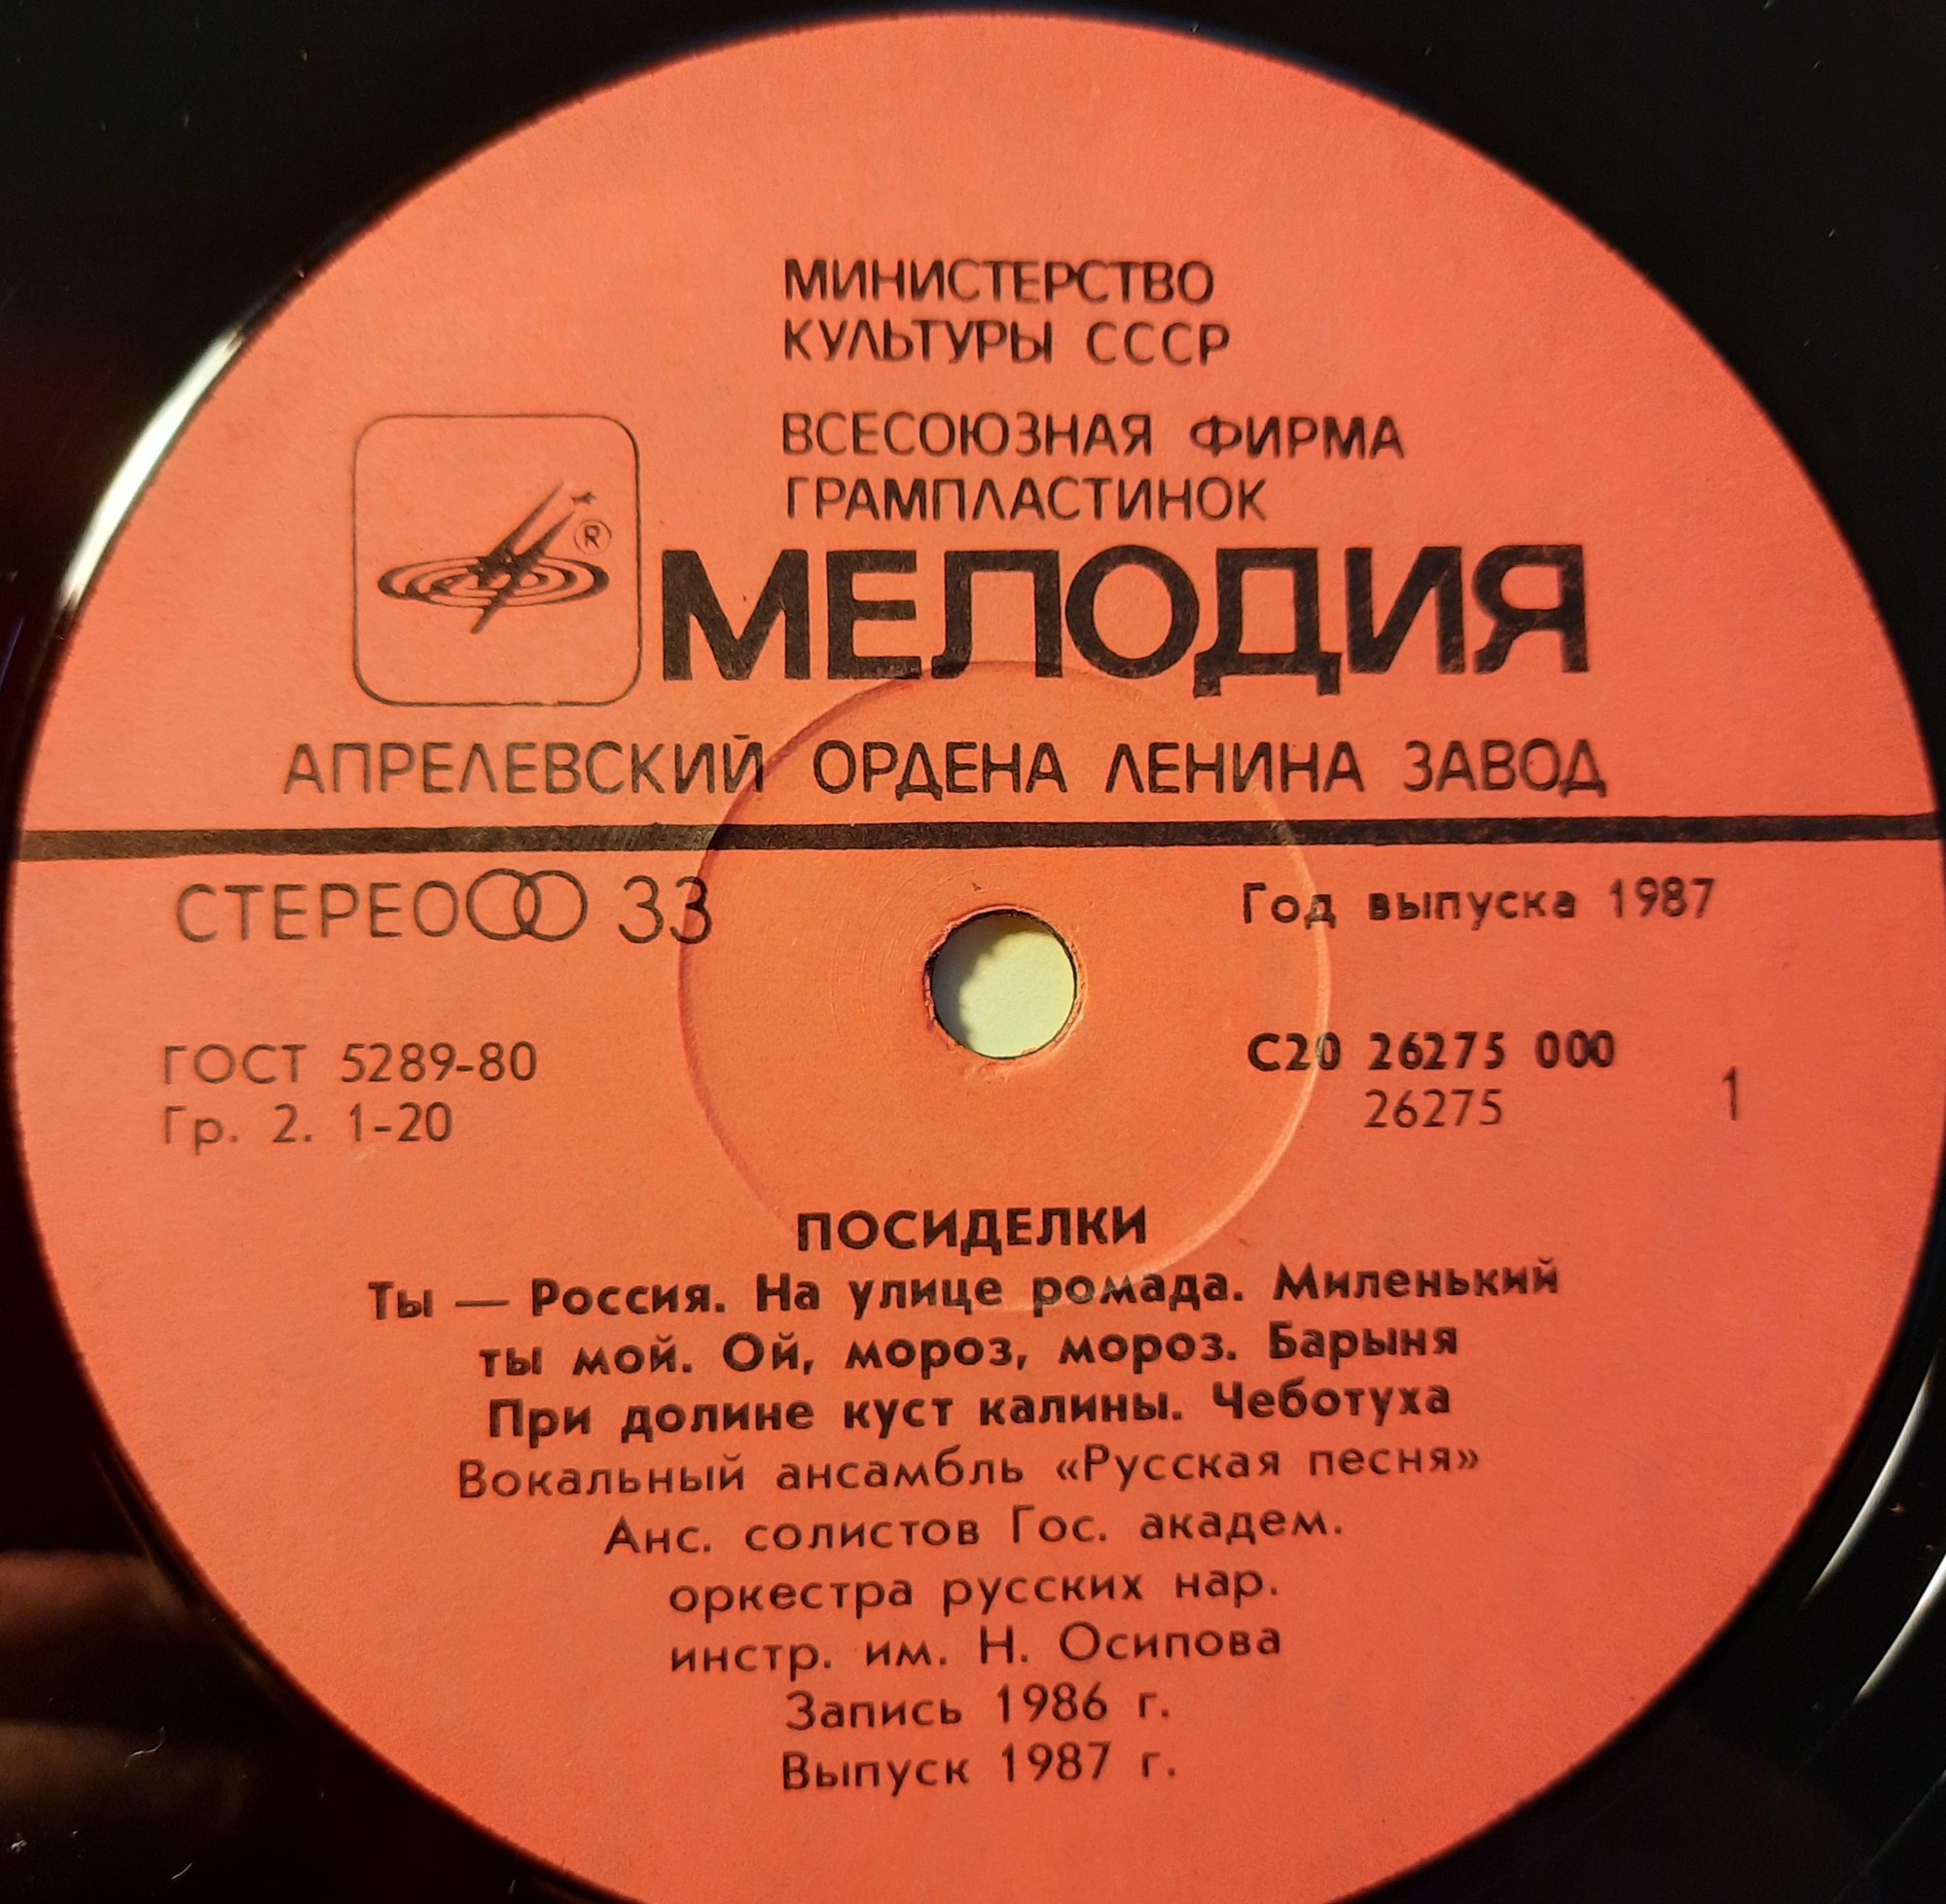 МИНИСТЕРСТВО
КУЛЬТУРЫ СССР
ВСЕСОЮЗНАЯ ФИРМА
ГРАМПЛАСТИНОК
®
МЕЛОДИЯ
АПРЕЛЕВСКИЙ ОРДЕНА ЛЕНИНА ЗАВОД
СТЕРЕО 33
Год выпуска 1987
ГОСТ 5289-80
Гр. 2. 1-20
С20 26275 000
26275
1
ПОСИДЕЛКИ
Ты — Россия. На улице ромада. Миленький
ты мой. Ой, мороз, мороз. Барыня
При долине куст калины. Чеботуха
Вокальный ансамбль «Русская песня»
Анс. солистов Гос. академ.
оркестра русских нар.
инстр. им. Н. Осипова
Запись 1986 г.
Выпуск 1987 г.